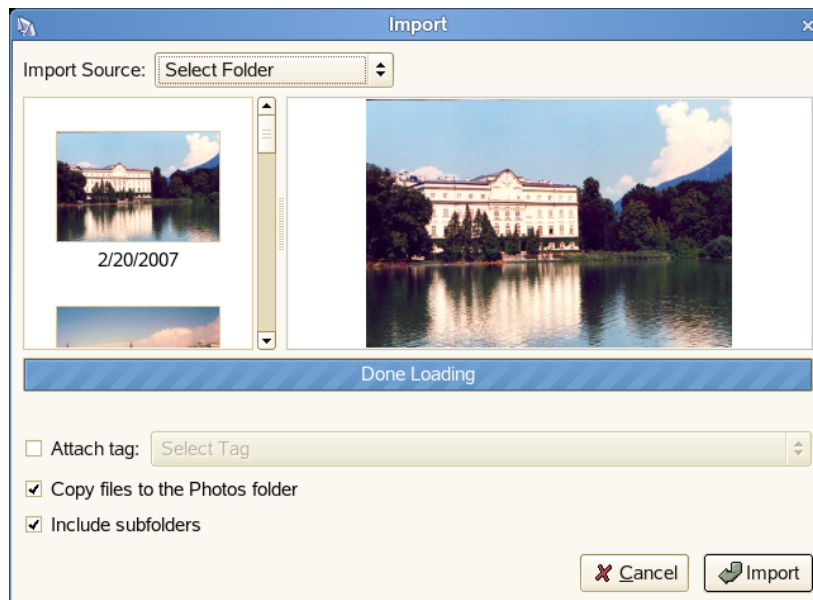 Import
Import Source: Select Folder
2/20/2007
Done Loading
Attach tag: Select Tag
Copy files to the Photos folder
Include subfolders
Cancel Import